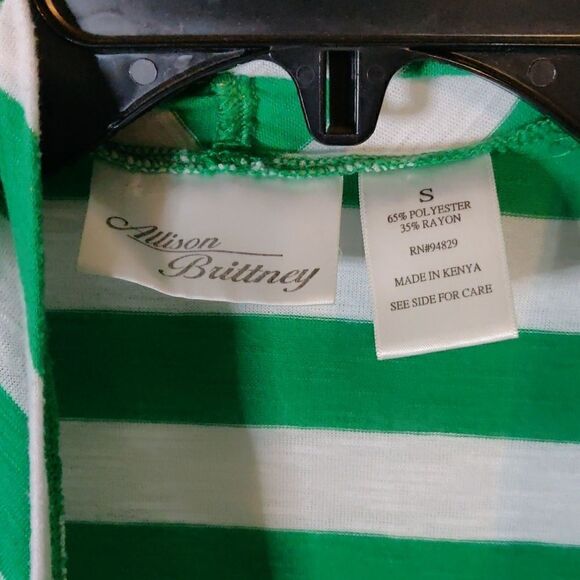 Allison
Brittney
S
65% POLYESTER
35% RAYON
RN#94829
MADE IN KENYA
SEE SIDE FOR CARE